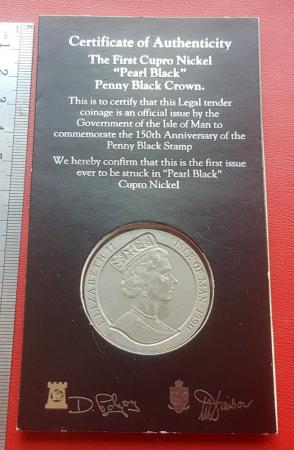 Certificate of Authenticity
The First Cupro Nickel
"Pearl Black"
Penny Black Crown.
This is to certify that this Legal tender
coinage is an official issue by the
Government of the Isle of Man to
commemorate the 150th Anniversary of the
Penny Black Stamp
We hereby confirm that this is the first issue
ever to be struck in "Pearl Black"
Cupro Nickel
ELIZABETH II ISLE OF MAN 1990